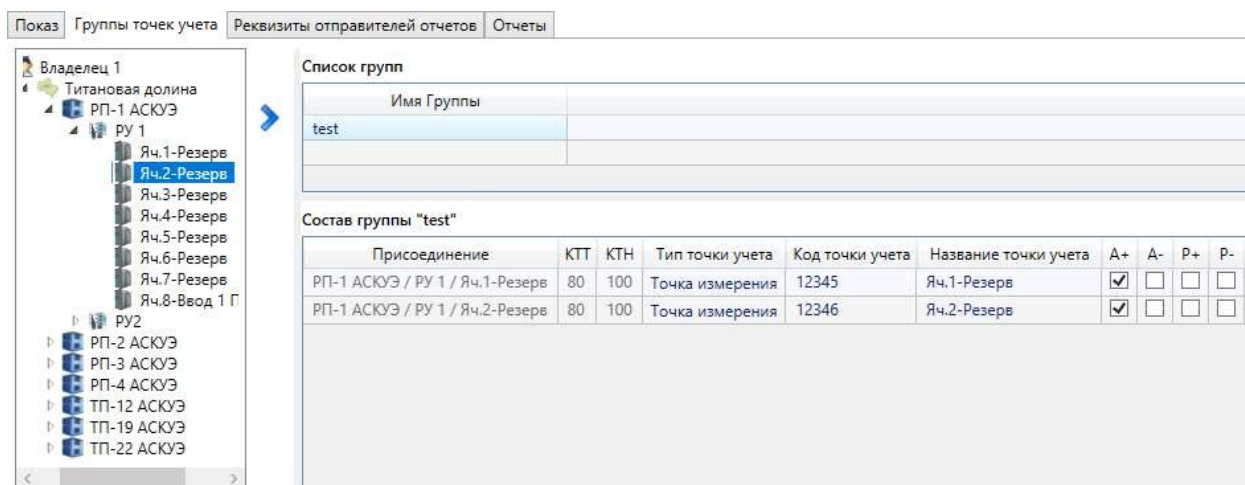 Показ Группы точек учета Реквизиты отправителей отчетов Отчеты
Владелец 1
Титановая долина
РП-1 АСКУЭ
РУ 1
Яч.1-Резерв
Яч.2-Резерв
Яч.3-Резерв
Яч.4-Резерв
Яч.5-Резерв
Яч.6-Резерв
Яч.7-Резерв
Яч.8-Ввод 1 П
РУ2
РП-2 АСКУЭ
РП-3 АСКУЭ
РП-4 АСКУЭ
ТП-12 АСКУЭ
ТП-19 АСКУЭ
ТП-22 АСКУЭ
Список групп
Имя Группы
test
Состав группы "test"
Присоединение КТТ КТН Тип точки учета Код точки учета Название точки учета А+ А- Р+ Р-
РП-1 АСКУЭ / РУ 1 / Яч.1-Резерв 80 100 Точка измерения 12345 Яч.1-Резерв
РП-1 АСКУЭ / РУ 1 / Яч.2-Резерв 80 100 Точка измерения 12346 Яч.2-Резерв